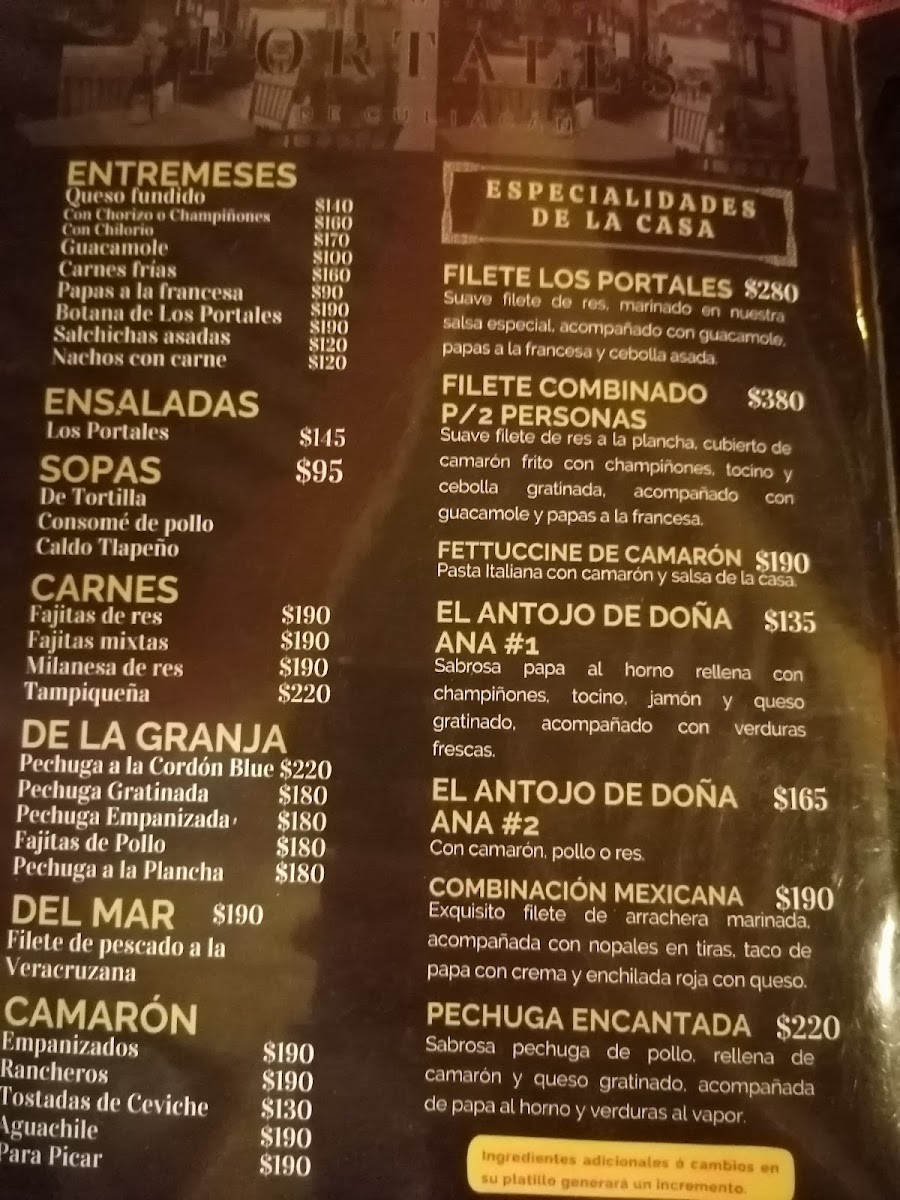 PORTALES
DE CULIACÁN
ENTREMESES
Queso fundido
Con Chorizo o Champiñones
Con Chilorio
Guacamole
Carnes frías
Papas a la francesa
Botana de Los Portales
Salchichas asadas
Nachos con carne
$140
$160
$170
$100
$160
$90
$190
$190
$120
$120
ENSALADAS
Los Portales $145
SOPAS $95
De Tortilla
Consomé de pollo
Caldo Tlapeño
CARNES
Fajitas de res $190
Fajitas mixtas $190
Milanesa de res $190
Tampiqueña $220
DE LA GRANJA
Pechuga a la Cordón Blue $220
Pechuga Gratinada $180
Pechuga Empanizada $180
Fajitas de Pollo $180
Pechuga a la Plancha $180
DEL MAR $190
Filete de pescado a la
Veracruzana
CAMARÓN
Empanizados $190
Rancheros $190
Tostadas de Ceviche $130
Aguachile $190
Para Picar $190
ESPECIALIDADES
DE LA CASA
FILETE LOS PORTALES $280
Suave filete de res, marinado en nuestra
salsa especial, acompañado con guacamole,
papas a la francesa y cebolla asada.
FILETE COMBINADO $380
P/2 PERSONAS
Suave filete de res a la plancha, cubierto de
camarón frito con champiñones, tocino y
cebolla gratinada, acompañado con
guacamole y papas a la francesa.
FETTUCCINE DE CAMARÓN $190
Pasta Italiana con camarón y salsa de la casa.
EL ANTOJO DE DOÑA $135
ANA #1
Sabrosa papa al horno rellena con
champiñones, tocino, jamón y queso
gratinado, acompañado con verduras
frescas.
EL ANTOJO DE DOÑA $165
ANA #2
Con camarón, pollo o res.
COMBINACIÓN MEXICANA $190
Exquisito filete de arrachera marinada,
acompañada con nopales en tiras, taco de
papa con crema y enchilada roja con queso.
PECHUGA ENCANTADA $220
Sabrosa pechuga de pollo, rellena de
camarón y queso gratinado, acompañada
de papa al horno y verduras al vapor.
Ingredientes adicionales ó cambios en
su platillo generará un incremento.